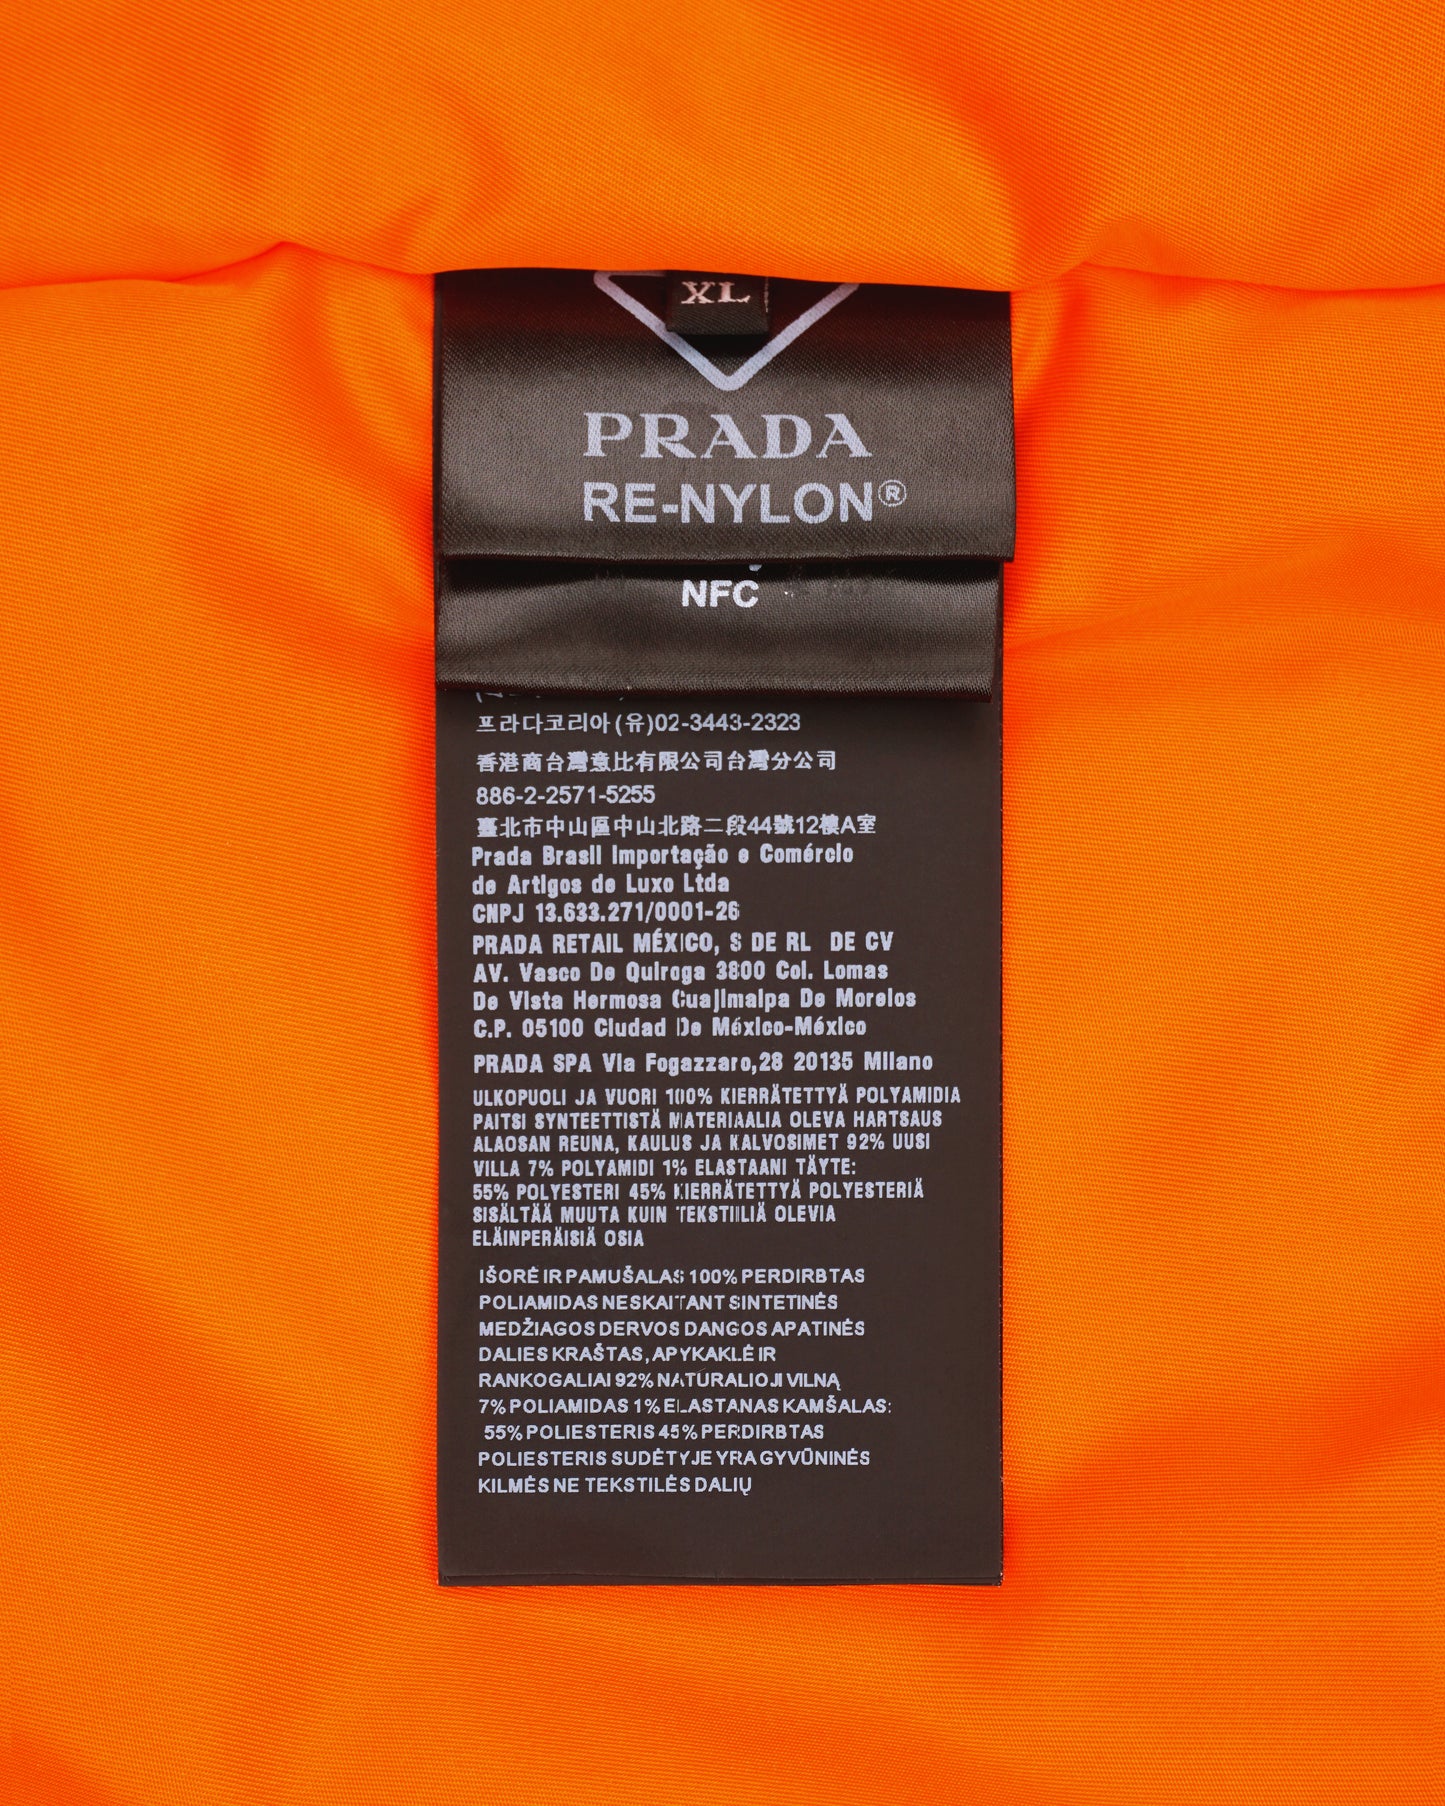 XL
PRADA
RE-NYLON®
NFC
프라다코리아(유)02-3443-2323
香港商台灣意比有限公司台灣分公司
886-2-2571-5255
臺北市中山區中山北路二段44號12樓A室
Prada Brasil Importação e Comércio
de Artigos de Luxo Ltda
CNPJ 13.633.271/0001-26
PRADA RETAIL MÉXICO, S DE RL DE CV
AV. Vasco De Quiroga 3800 Col. Lomas
De Vista Hermosa Cuajimalpa De Morelos
C.P. 05100 Ciudad De México-México
PRADA SPA Via Fogazzaro,28 20135 Milano
ULKOPUOLI JA VUORI 100% KIERRÄTETTYÄ POLYAMIDIA
PAITSI SYNTEETTISTÄ MATERIAALIA OLEVA HARTSAUS
ALAOSAN REUNA, KAULUS JA KALVOSIMET 92% UUSI
VILLA 7% POLYAMIDI 1% ELASTAANI TÄYTE:
55% POLYESTERI 45% KIERRÄTETTYÄ POLYESTERIÄ
SISÄLTÄÄ MUUTA KUIN TEKSTIILIÄ OLEVIA
ELÄINPERÄISIÄ OSIA
IŠORĖ IR PAMUŠALAS 100% PERDIRBTAS
POLIAMIDAS NESKAITANT SINTETINĖS
MEDŽIAGOS DERVOS DANGOS APATINĖS
DALIES KRAŠTAS, APYKAKLĖ IR
RANKOGALIAI 92% NATURALIOJI VILNĄ
7% POLIAMIDAS 1% ELASTANAS KAMŠALAS:
55% POLIESTERIS 45% PERDIRBTAS
POLIESTERIS SUDĖTYJE YRA GYVŪNINĖS
KILMĖS NE TEKSTILĖS DALIŲ